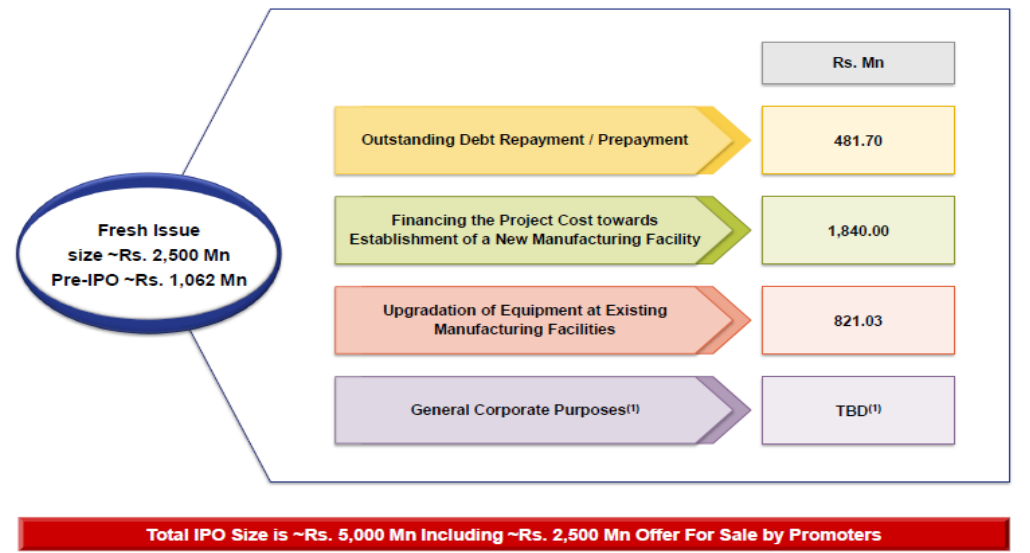 Rs. Mn
Fresh Issue
size ~Rs. 2,500 Mn
Pre-IPO ~Rs. 1,062 Mn
Outstanding Debt Repayment / Prepayment
481.70
Financing the Project Cost towards
Establishment of a New Manufacturing Facility
1,840.00
Upgradation of Equipment at Existing
Manufacturing Facilities
821.03
General Corporate Purposes(1)
TBD(1)
Total IPO Size is ~Rs. 5,000 Mn Including ~Rs. 2,500 Mn Offer For Sale by Promoters